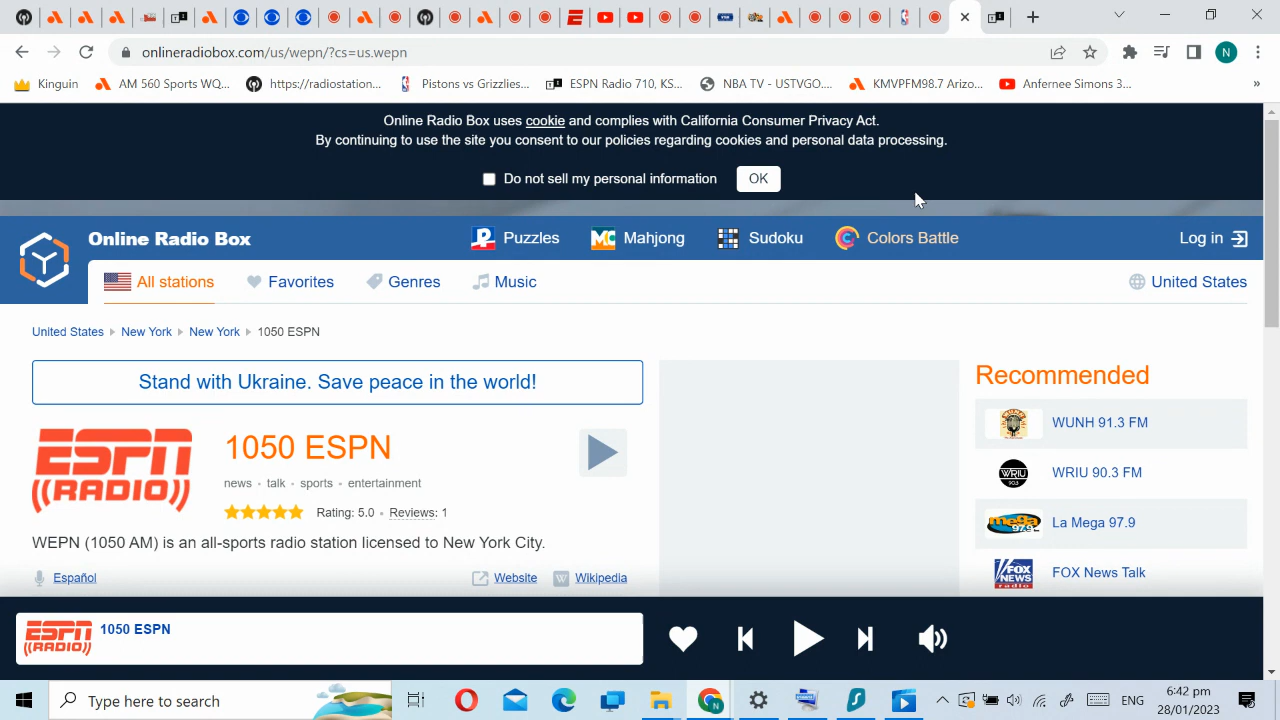 onlineradiobox.com/us/wepn/?cs=us.wepn
N
Kinguin
AM 560 Sports WQ...
https://radiostation...
Pistons vs Grizzlies...
ESPN Radio 710, KS...
NBA TV - USTVGO....
KMVPFM98.7 Arizo...
Anfernee Simons 3...
»
Online Radio Box uses cookie and complies with California Consumer Privacy Act.
By continuing to use the site you consent to our policies regarding cookies and personal data processing.
Do not sell my personal information
OK
Online Radio Box
Puzzles
Mahjong
Sudoku
Colors Battle
Log in
All stations
Favorites
Genres
Music
United States
United States
New York
New York
1050 ESPN
Stand with Ukraine. Save peace in the world!
Recommended
ESPN
RADIO
1050 ESPN
news · talk · sports · entertainment
Rating: 5.0 · Reviews: 1
WEPN (1050 AM) is an all-sports radio station licensed to New York City.
Español
Website
W Wikipedia
WUNH 91.3 FM
WRIU
WRIU 90.3 FM
mega
97.9
La Mega 97.9
FOX
NEWS
radio
FOX News Talk
ESPN
RADIO
1050 ESPN
Type here to search
ENG
6:42 pm
28/01/2023